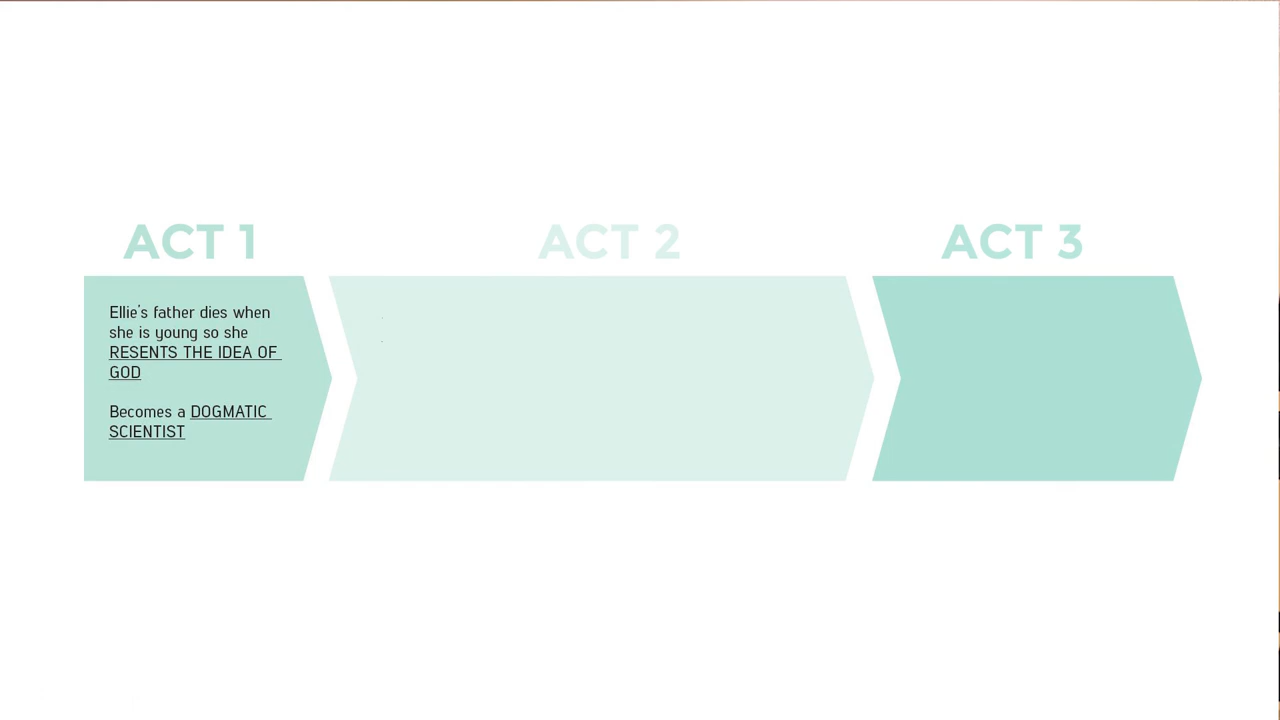 ACT 1
ACT 2
ACT 3
Ellie's father dies when
she is young so she
RESENTS THE IDEA OF
GOD
Becomes a DOGMATIC
SCIENTIST